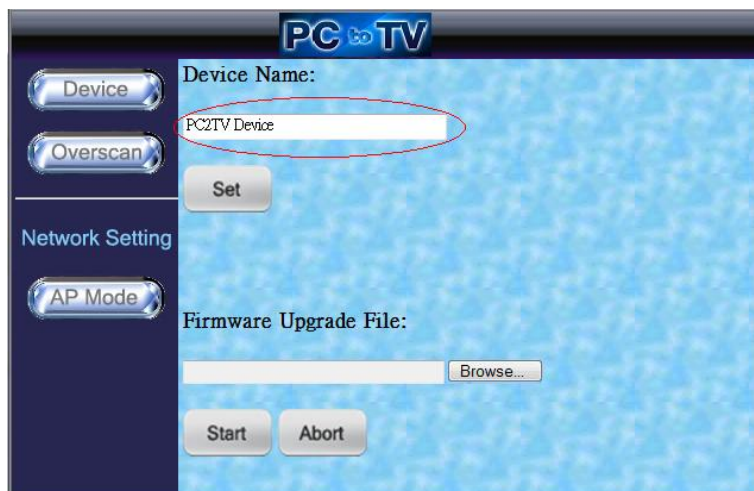 PC to TV
Device
Overscan
Network Setting
AP Mode
Device Name:
PC2TV Device
Set
Firmware Upgrade File:
Browse...
Start Abort